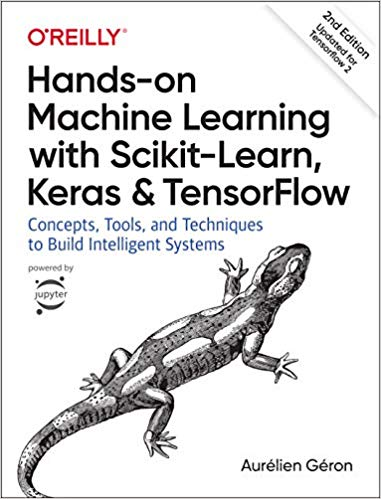 O'REILLY®
2nd Edition
Updated for
Tensorflow 2
Hands-on
Machine Learning
with Scikit-Learn,
Keras & TensorFlow
Concepts, Tools, and Techniques
to Build Intelligent Systems
powered by
jupyter
Aurélien Géron